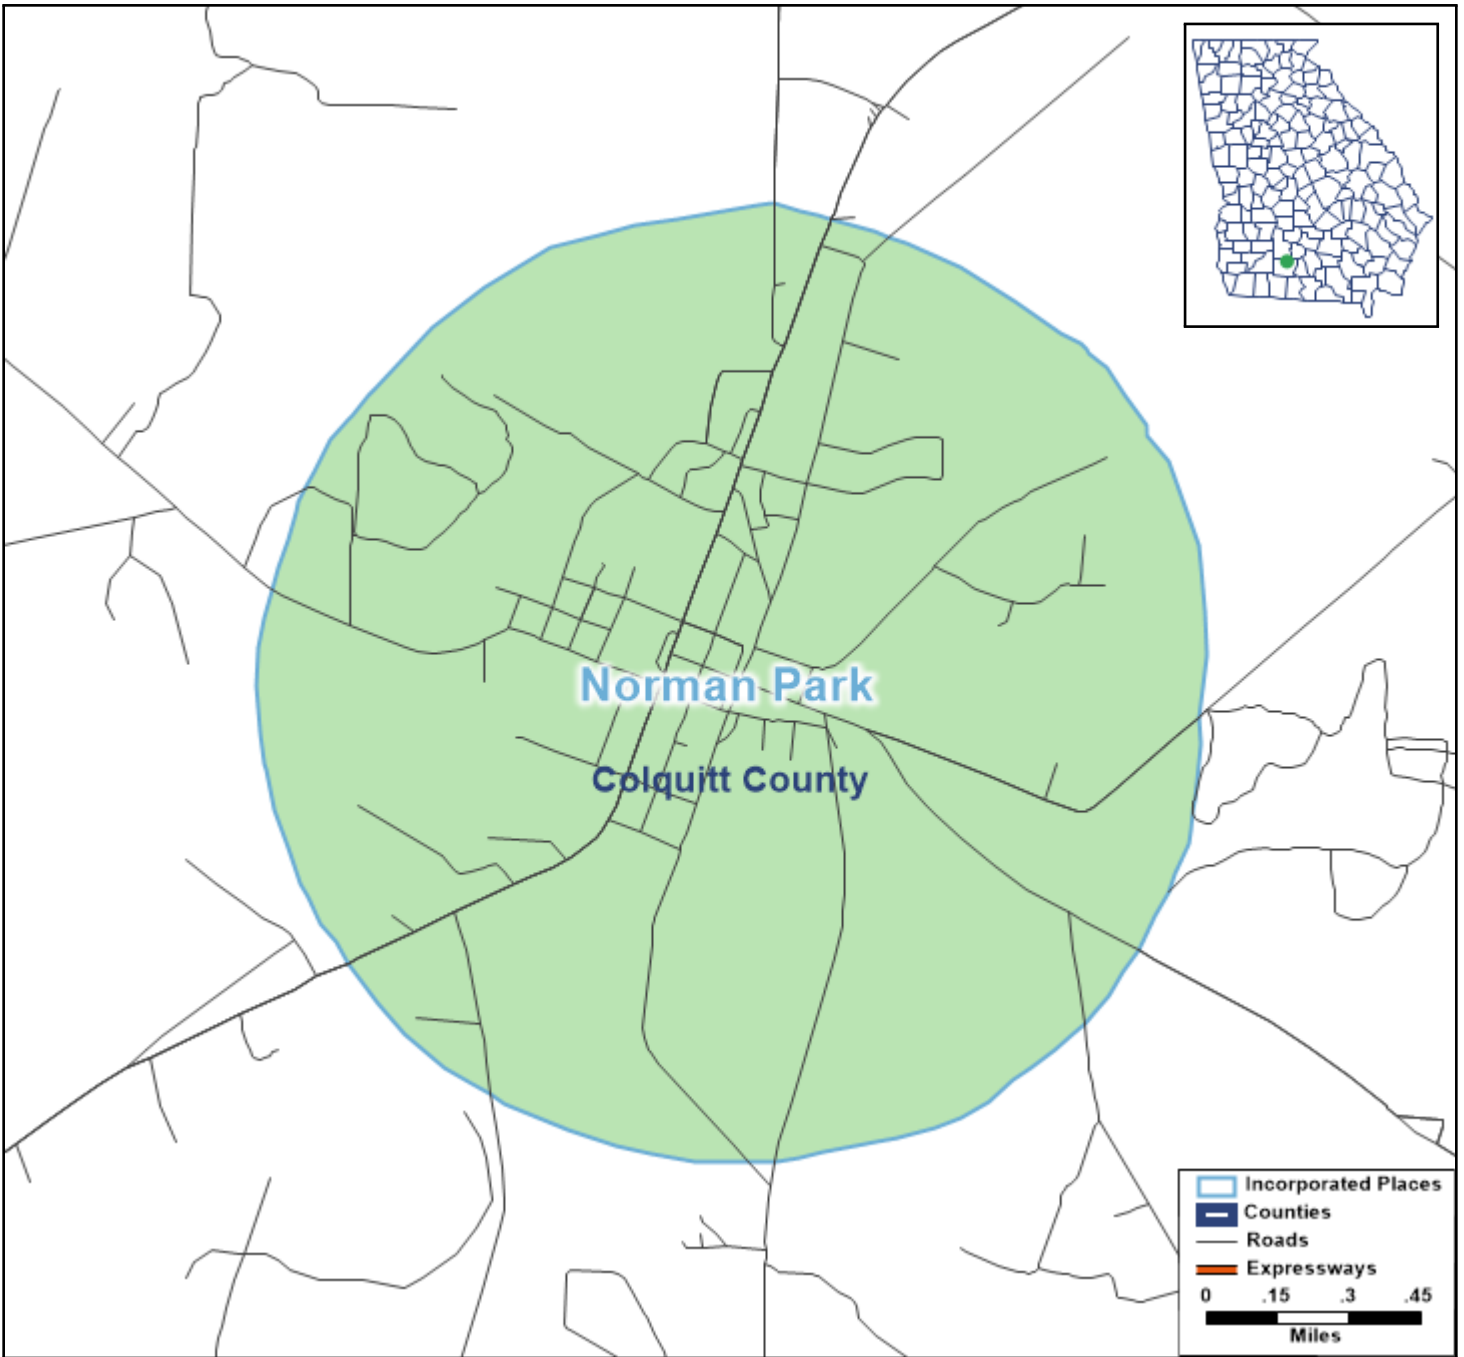 Norman Park
Colquitt County
Incorporated Places
Counties
Roads
Expressways
0 .15 .3 .45
Miles